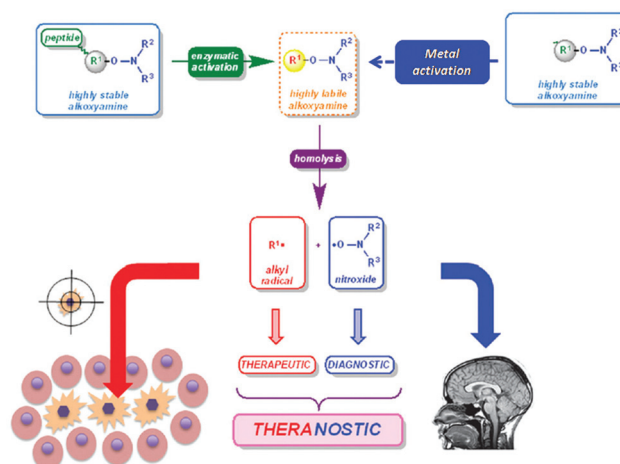 peptide
R¹-O-N
R²
R³
highly stable
alkoxyamine
enzymatic
activation
R¹-O-N
R²
R³
highly labile
alkoxyamine
Metal
activation
R¹-O-N
R²
R³
highly stable
alkoxyamine
homolysis
R¹•
alkyl
radical
+
•O-N
R²
R³
nitroxide
THERAPEUTIC
DIAGNOSTIC
THERANOSTIC